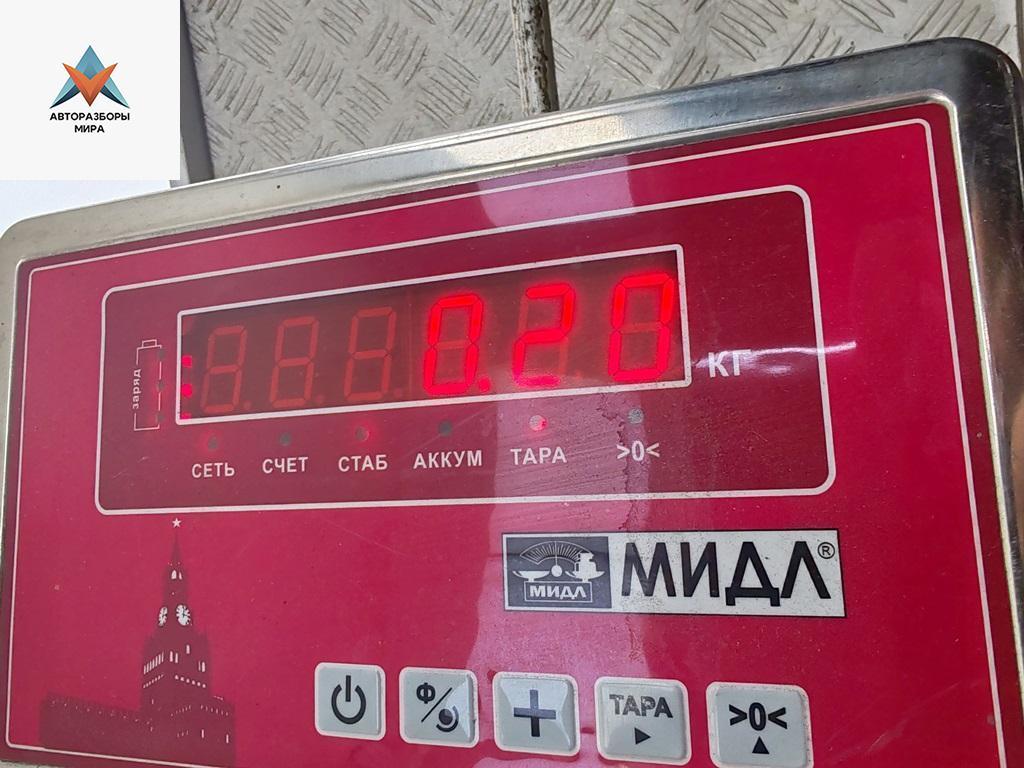 АВТОРАЗБОРЫ
МИРА
0.20
КГ
заряд
СЕТЬ СЧЕТ СТАБ АККУМ ТАРА >0<
МИДЛ МИДЛ®
Ф
ТАРА
>0<